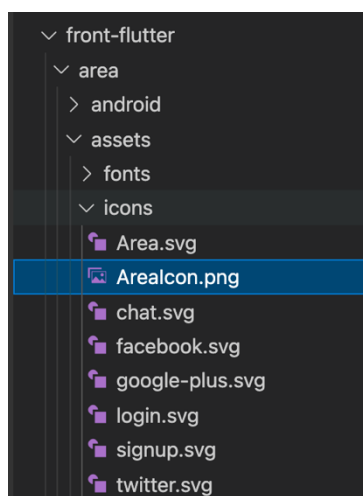 front-flutter
area
android
assets
fonts
icons
Area.svg
AreaIcon.png
chat.svg
facebook.svg
google-plus.svg
login.svg
signup.svg
twitter.svg